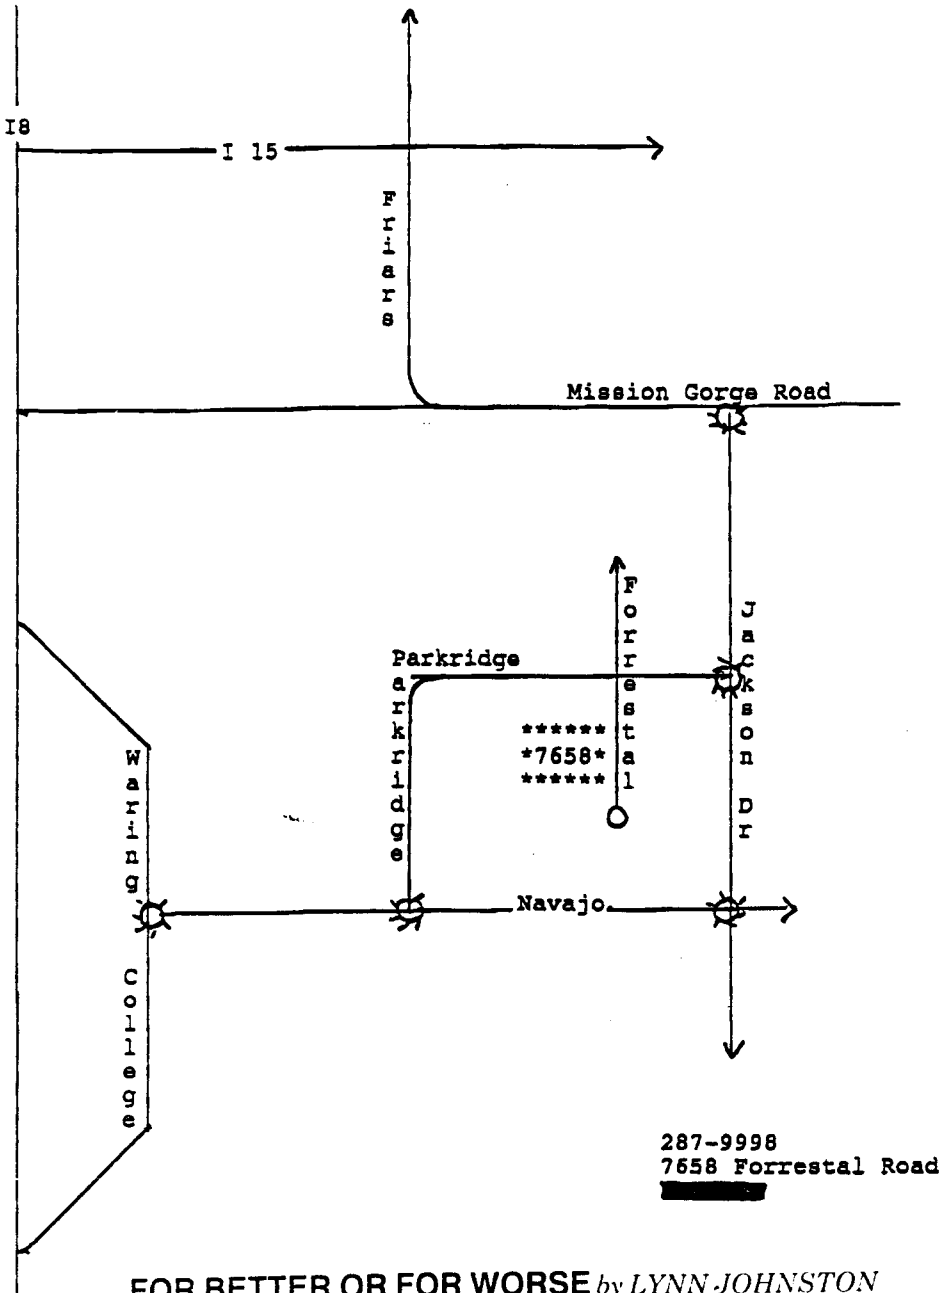 I8
I 15
Friars
Mission Gorge Road
Forrestal
Jackson Dr
Parkridge
arkridge
******
*7658*
******
Waring
Navajo
College
287-9998
7658 Forrestal Road
FOR BETTER OR FOR WORSE by LYNN JOHNSTON